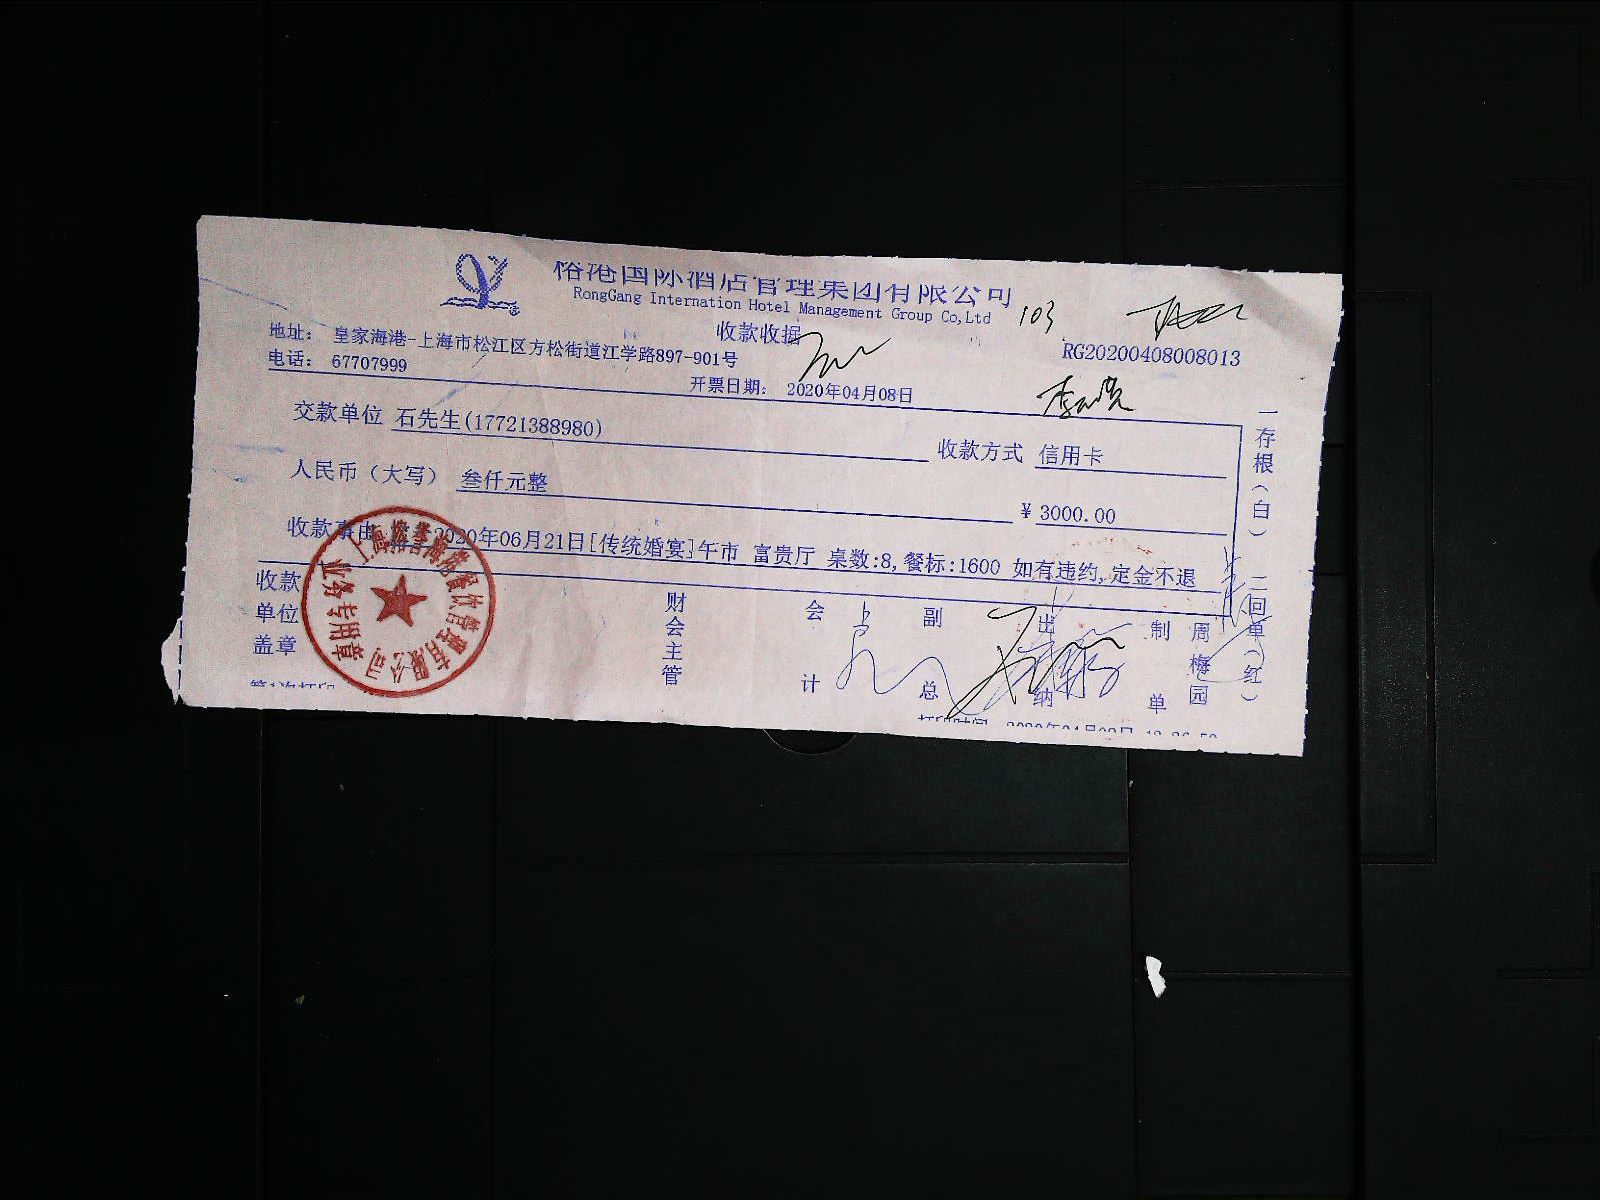 榕港国际酒店管理集团有限公司
RongGang Internation Hotel Management Group Co,Ltd
103
收款收据
RG20200408008013
地址： 皇家海港-上海市松江区方松街道江学路897-901号
电话： 67707999
开票日期： 2020年04月08日
交款单位 石先生(17721388980)
收款方式 信用卡
人民币（大写） 叁仟元整
￥3000.00
收款事由 2020年06月21日[传统婚宴]午市 富贵厅 桌数:8,餐标:1600 如有违约,定金不退
收款单位盖章
财会主管
会计
副总
出纳
制单
周梅园
一存根（白） 二回单（红）
业务专用章